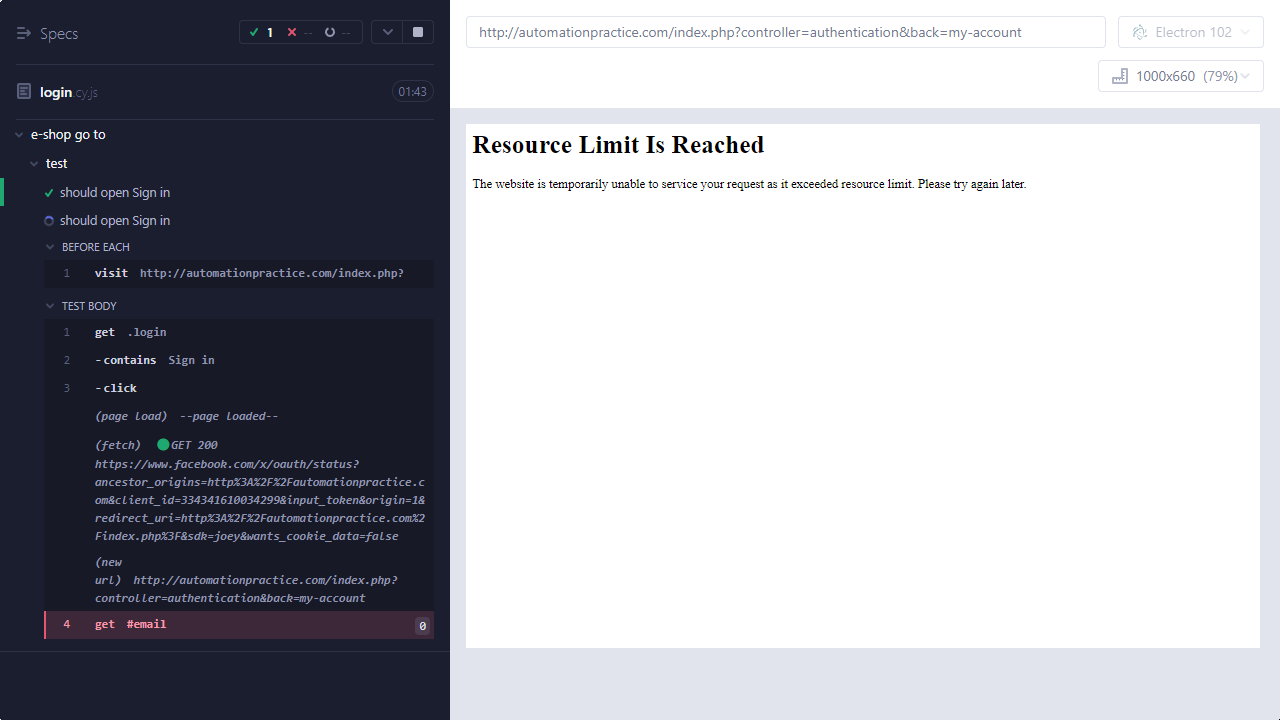 Specs
1 -- --
login.cy.js 01:43
e-shop go to
test
should open Sign in
should open Sign in
BEFORE EACH
1 visit http://automationpractice.com/index.php?
TEST BODY
1 get .login
2 -contains Sign in
3 -click
(page load) --page loaded--
(fetch) GET 200
https://www.facebook.com/x/oauth/status?
ancestor_origins=http%3A%2F%2Fautomationpractice.c
om&client_id=334341610034299&input_token&origin=1&
redirect_uri=http%3A%2F%2Fautomationpractice.com%2
Findex.php%3F&sdk=joey&wants_cookie_data=false
(new
url) http://automationpractice.com/index.php?
controller=authentication&back=my-account
4 get #email 0
http://automationpractice.com/index.php?controller=authentication&back=my-account
Electron 102
1000x660 (79%)
Resource Limit Is Reached
The website is temporarily unable to service your request as it exceeded resource limit. Please try again later.